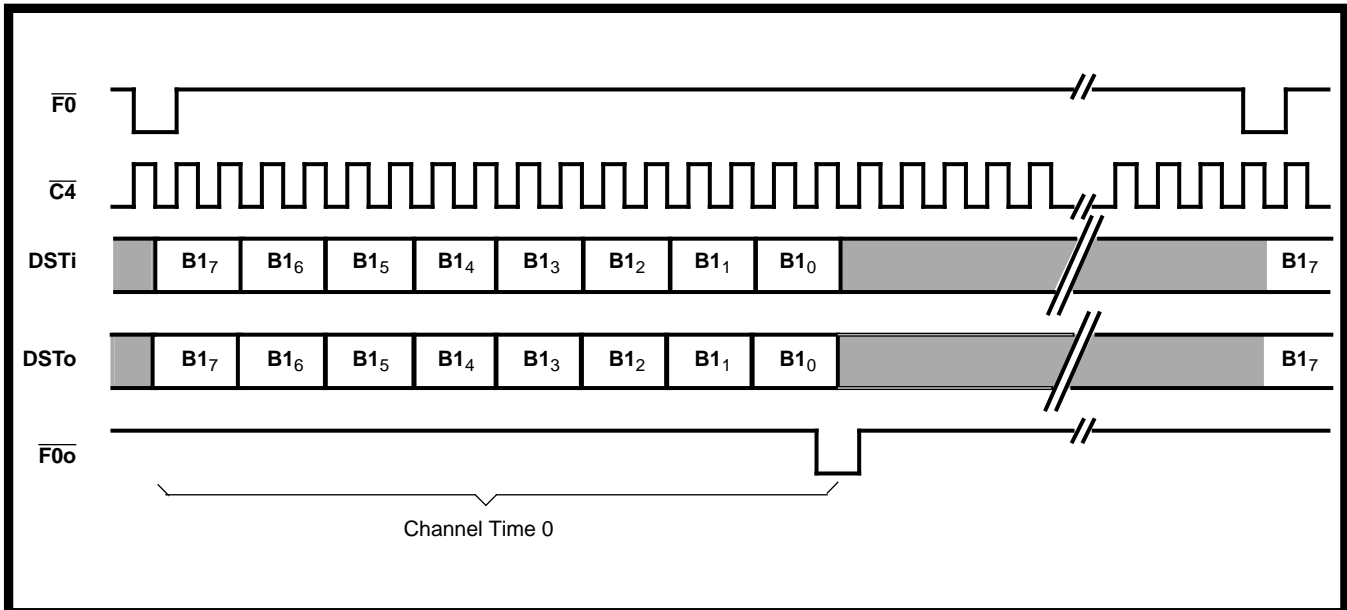 F0
C4
DSTi B17 B16 B15 B14 B13 B12 B11 B10 B17
DSTo B17 B16 B15 B14 B13 B12 B11 B10 B17
F0o
Channel Time 0